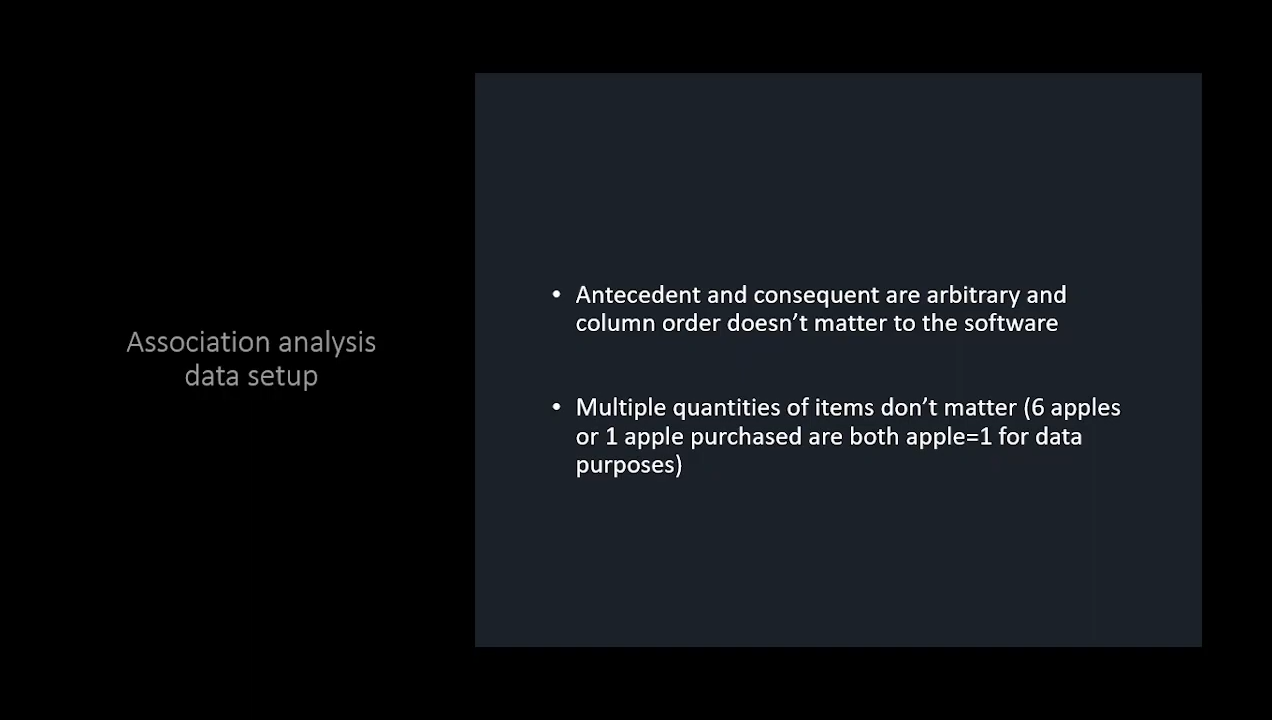 Association analysis
data setup
• Antecedent and consequent are arbitrary and
column order doesn’t matter to the software
• Multiple quantities of items don’t matter (6 apples
or 1 apple purchased are both apple=1 for data
purposes)